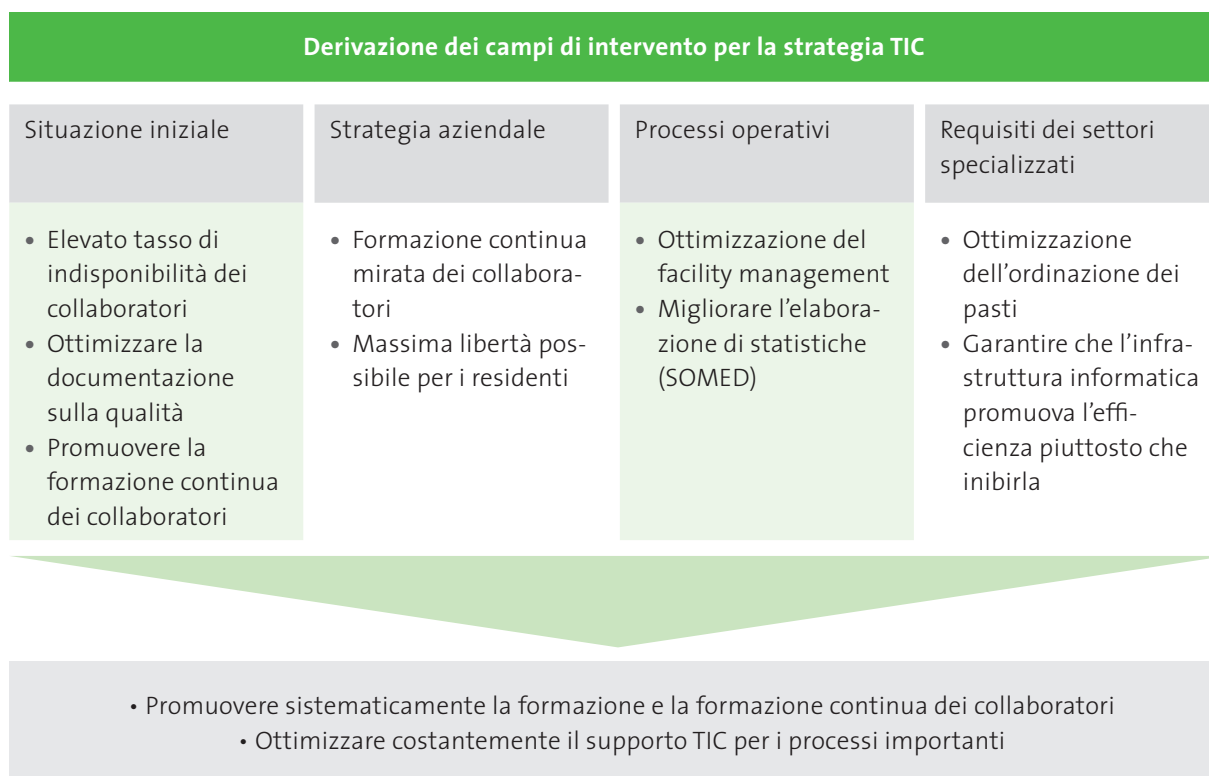 Derivazione dei campi di intervento per la strategia TIC
Situazione iniziale
• Elevato tasso di
indisponibilità dei
collaboratori
• Ottimizzare la
documentazione
sulla qualità
• Promuovere la
formazione continua
dei collaboratori
Strategia aziendale
• Formazione continua
mirata dei collabora-
tori
• Massima libertà pos-
sibile per i residenti
Processi operativi
• Ottimizzazione del
facility management
• Migliorare l’elabora-
zione di statistiche
(SOMED)
Requisiti dei settori
specializzati
• Ottimizzazione
dell’ordinazione dei
pasti
• Garantire che l’infra-
struttura informatica
promuova l’effi-
cienza piuttosto che
inibirla
• Promuovere sistematicamente la formazione e la formazione continua dei collaboratori
• Ottimizzare costantemente il supporto TIC per i processi importanti